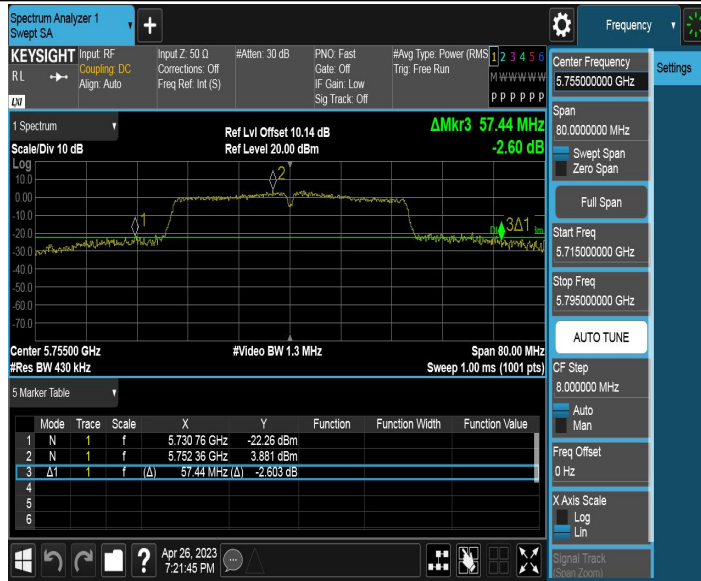 Spectrum Analyzer 1
Swept SA
+
Frequency
KEYSIGHT
RL
LXI
Input: RF
Coupling: DC
Align: Auto
Input Z: 50 Ω
Corrections: Off
Freq Ref: Int (S)
#Atten: 30 dB
PNO: Fast
Gate: Off
IF Gain: Low
Sig Track: Off
#Avg Type: Power (RMS
Trig: Free Run
1 2 3 4 5 6
M W W W W W
P P P P P P
Settings
1 Spectrum
Scale/Div 10 dB
Ref Lvl Offset 10.14 dB
Ref Level 20.00 dBm
ΔMkr3 57.44 MHz
-2.60 dB
Log
10.0
0.00
-10.0
-20.0
-30.0
-40.0
-50.0
-60.0
-70.0
1
2
3Δ1
Center 5.75500 GHz
#Res BW 430 kHz
#Video BW 1.3 MHz
Span 80.00 MHz
Sweep 1.00 ms (1001 pts)
5 Marker Table
Mode Trace Scale X Y Function Function Width Function Value
1 N 1 f 5.730 76 GHz -22.26 dBm
2 N 1 f 5.752 36 GHz 3.881 dBm
3 Δ1 1 f (Δ) 57.44 MHz (Δ) -2.603 dB
4
5
6
Center Frequency
5.755000000 GHz
Span
80.0000000 MHz
Swept Span
Zero Span
Full Span
Start Freq
5.715000000 GHz
Stop Freq
5.795000000 GHz
AUTO TUNE
CF Step
8.000000 MHz
Auto
Man
Freq Offset
0 Hz
X Axis Scale
Log
Lin
Signal Track
(Span Zoom)
?
Apr 26, 2023
7:21:45 PM